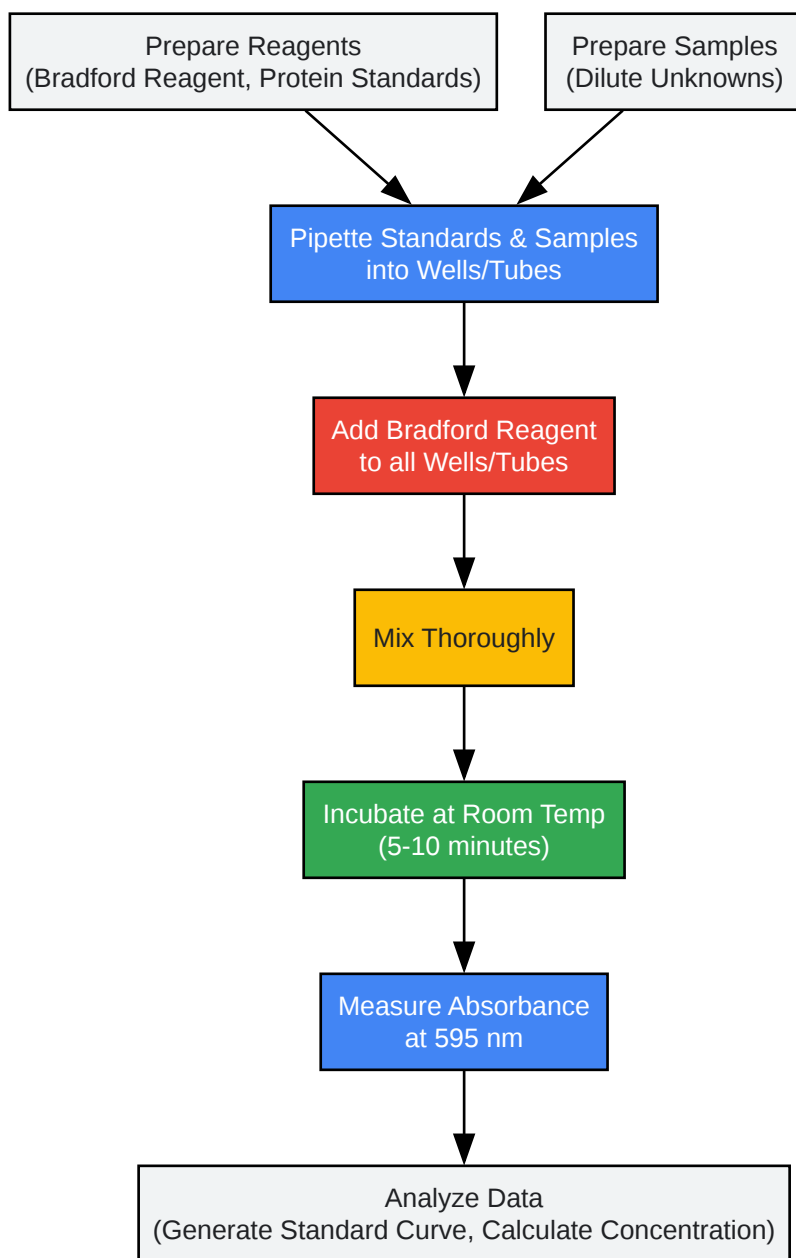 Prepare Reagents
(Bradford Reagent, Protein Standards)
Prepare Samples
(Dilute Unknowns)
Pipette Standards & Samples
into Wells/Tubes
Add Bradford Reagent
to all Wells/Tubes
Mix Thoroughly
Incubate at Room Temp
(5-10 minutes)
Measure Absorbance
at 595 nm
Analyze Data
(Generate Standard Curve, Calculate Concentration)